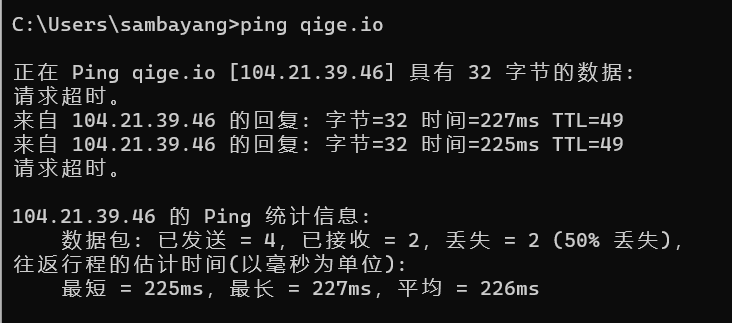 C:\Users\sambayang>ping qige.io
正在 Ping qige.io [104.21.39.46] 具有 32 字节的数据:
请求超时。
来自 104.21.39.46 的回复: 字节=32 时间=227ms TTL=49
来自 104.21.39.46 的回复: 字节=32 时间=225ms TTL=49
请求超时。
104.21.39.46 的 Ping 统计信息:
    数据包: 已发送 = 4，已接收 = 2，丢失 = 2 (50% 丢失)，
往返行程的估计时间(以毫秒为单位):
    最短 = 225ms，最长 = 227ms，平均 = 226ms